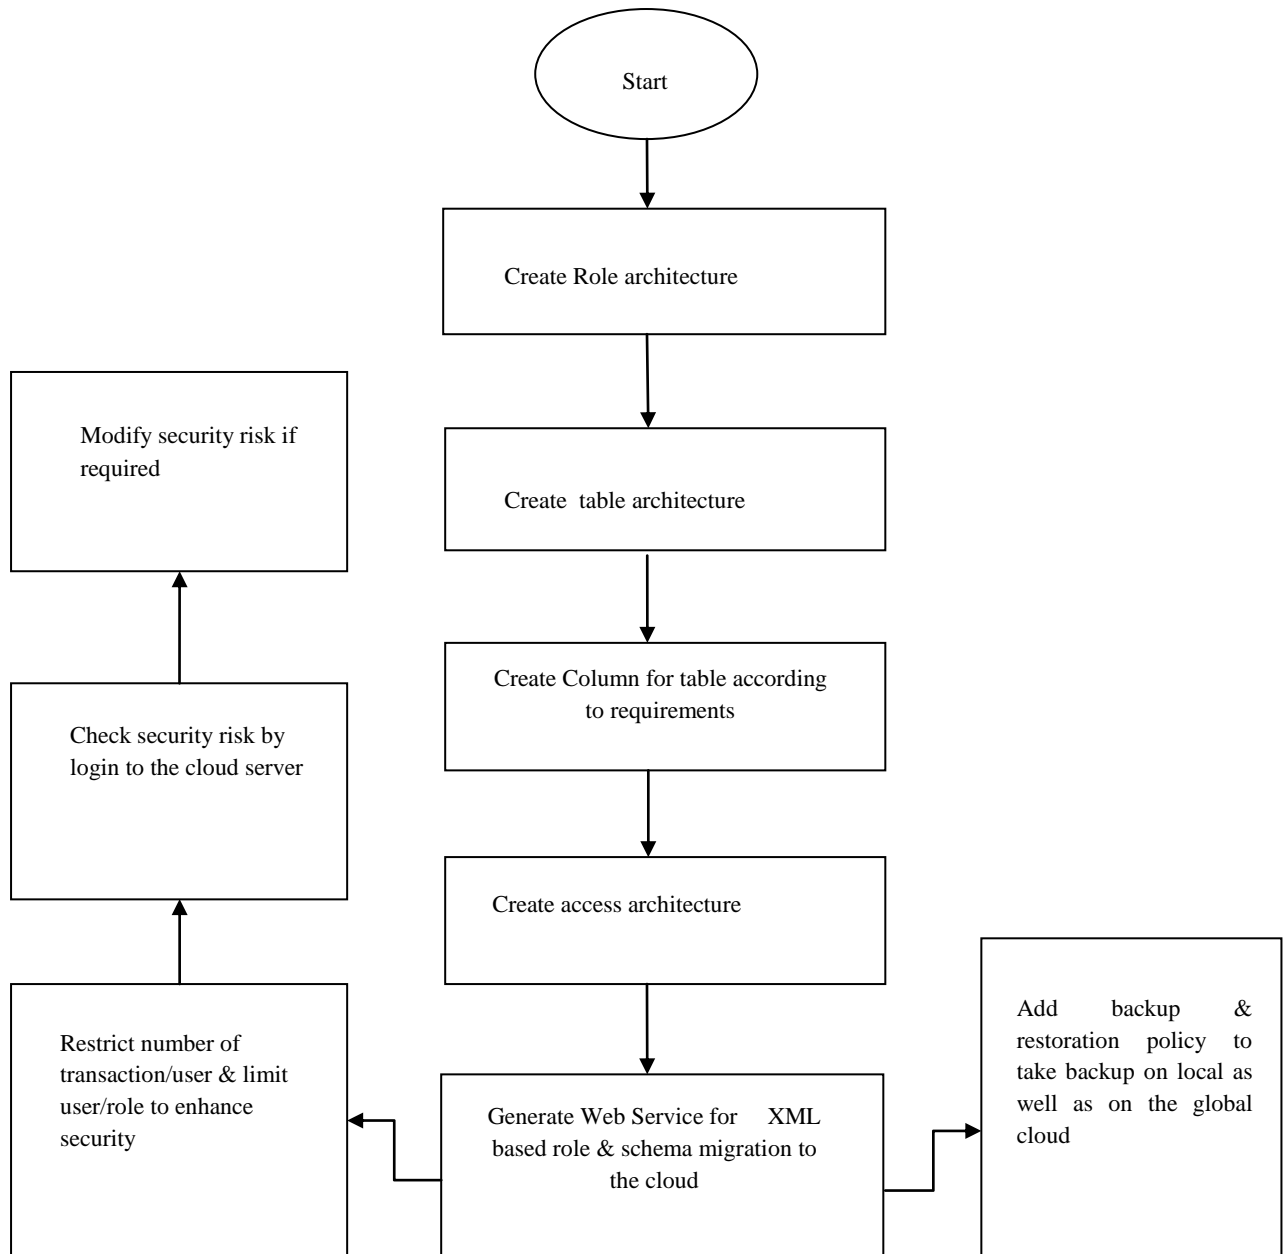 Start
Create Role architecture
Create table architecture
Create Column for table according
to requirements
Create access architecture
Generate Web Service for XML
based role & schema migration to
the cloud
Restrict number of
transaction/user & limit
user/role to enhance
security
Check security risk by
login to the cloud server
Modify security risk if
required
Add backup &
restoration policy to
take backup on local as
well as on the global
cloud